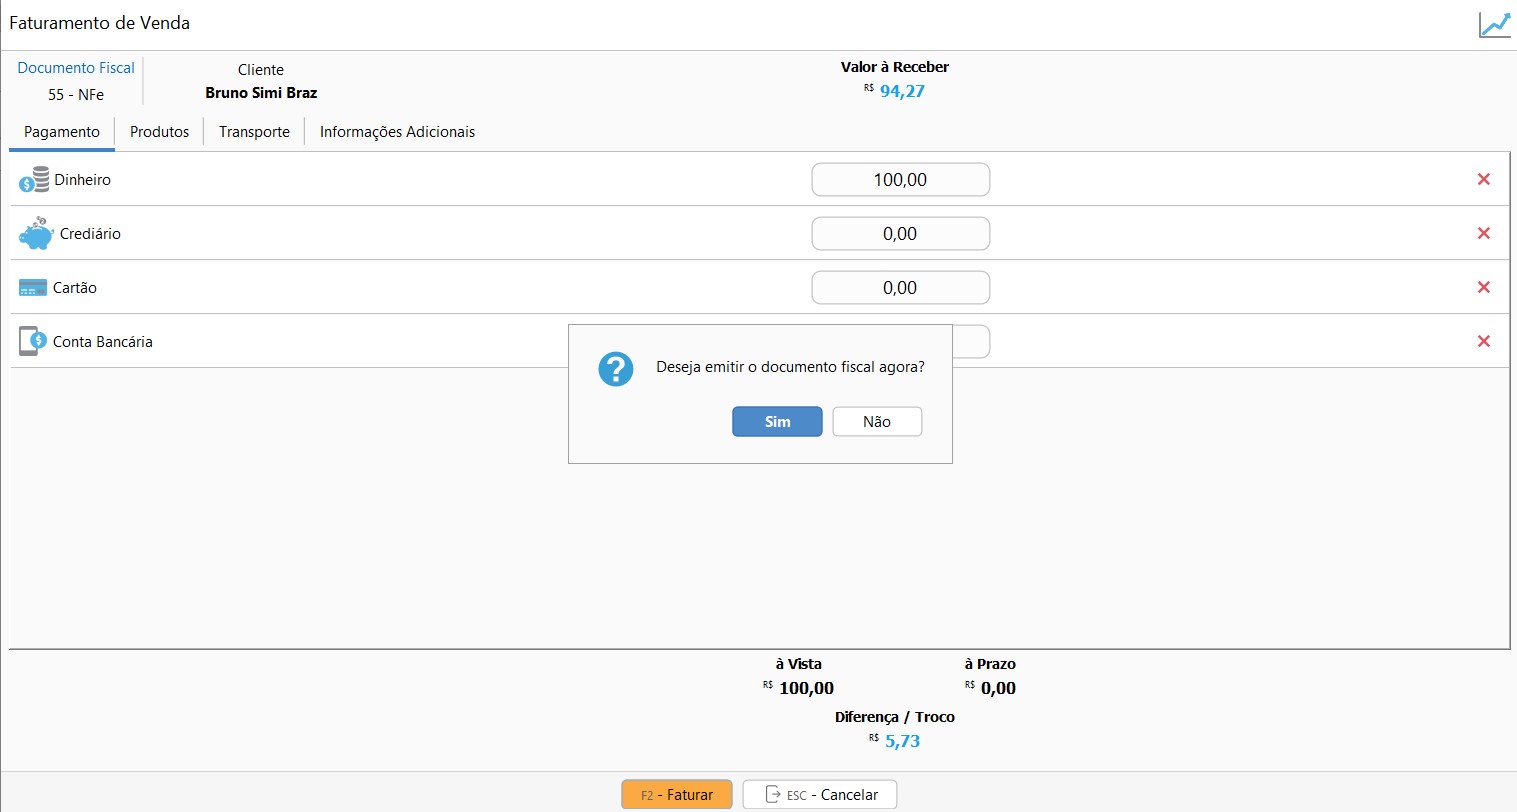 Faturamento de Venda
Documento Fiscal
55 - NFe
Cliente
Bruno Simi Braz
Valor à Receber
R$ 94,27
Pagamento
Produtos
Transporte
Informações Adicionais
Dinheiro
100,00
Crediário
0,00
Cartão
0,00
Conta Bancária
Deseja emitir o documento fiscal agora?
Sim
Não
à Vista
R$ 100,00
à Prazo
R$ 0,00
Diferença / Troco
R$ 5,73
F2 - Faturar
ESC - Cancelar